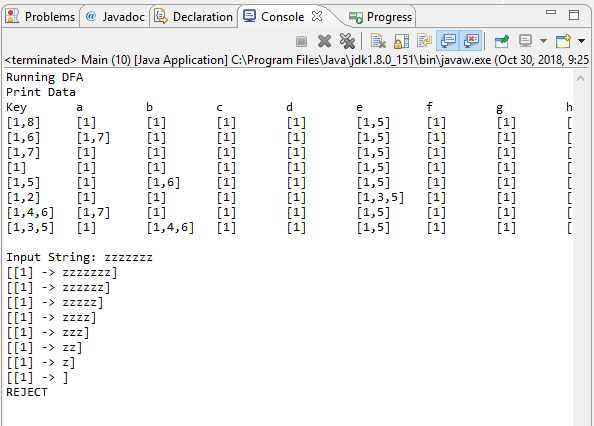 Problems @ Javadoc Declaration Console Progress
<terminated> Main (10) [Java Application] C:\Program Files\Java\jdk1.8.0_151\bin\javaw.exe (Oct 30, 2018, 9:25
Running DFA
Print Data
Key a b c d e f g h
[1,8] [1] [1] [1] [1] [1,5] [1] [1] [
[1,6] [1,7] [1] [1] [1] [1,5] [1] [1] [
[1,7] [1] [1] [1] [1] [1,5] [1] [1] [
[1] [1] [1] [1] [1] [1,5] [1] [1] [
[1,5] [1] [1,6] [1] [1] [1,5] [1] [1] [
[1,2] [1] [1] [1] [1] [1,3,5] [1] [1] [
[1,4,6] [1,7] [1] [1] [1] [1,5] [1] [1] [
[1,3,5] [1] [1,4,6] [1] [1] [1,5] [1] [1] [
Input String: zzzzzzz
[[1] -> zzzzzzz]
[[1] -> zzzzzz]
[[1] -> zzzzz]
[[1] -> zzzz]
[[1] -> zzz]
[[1] -> zz]
[[1] -> z]
[[1] -> ]
REJECT